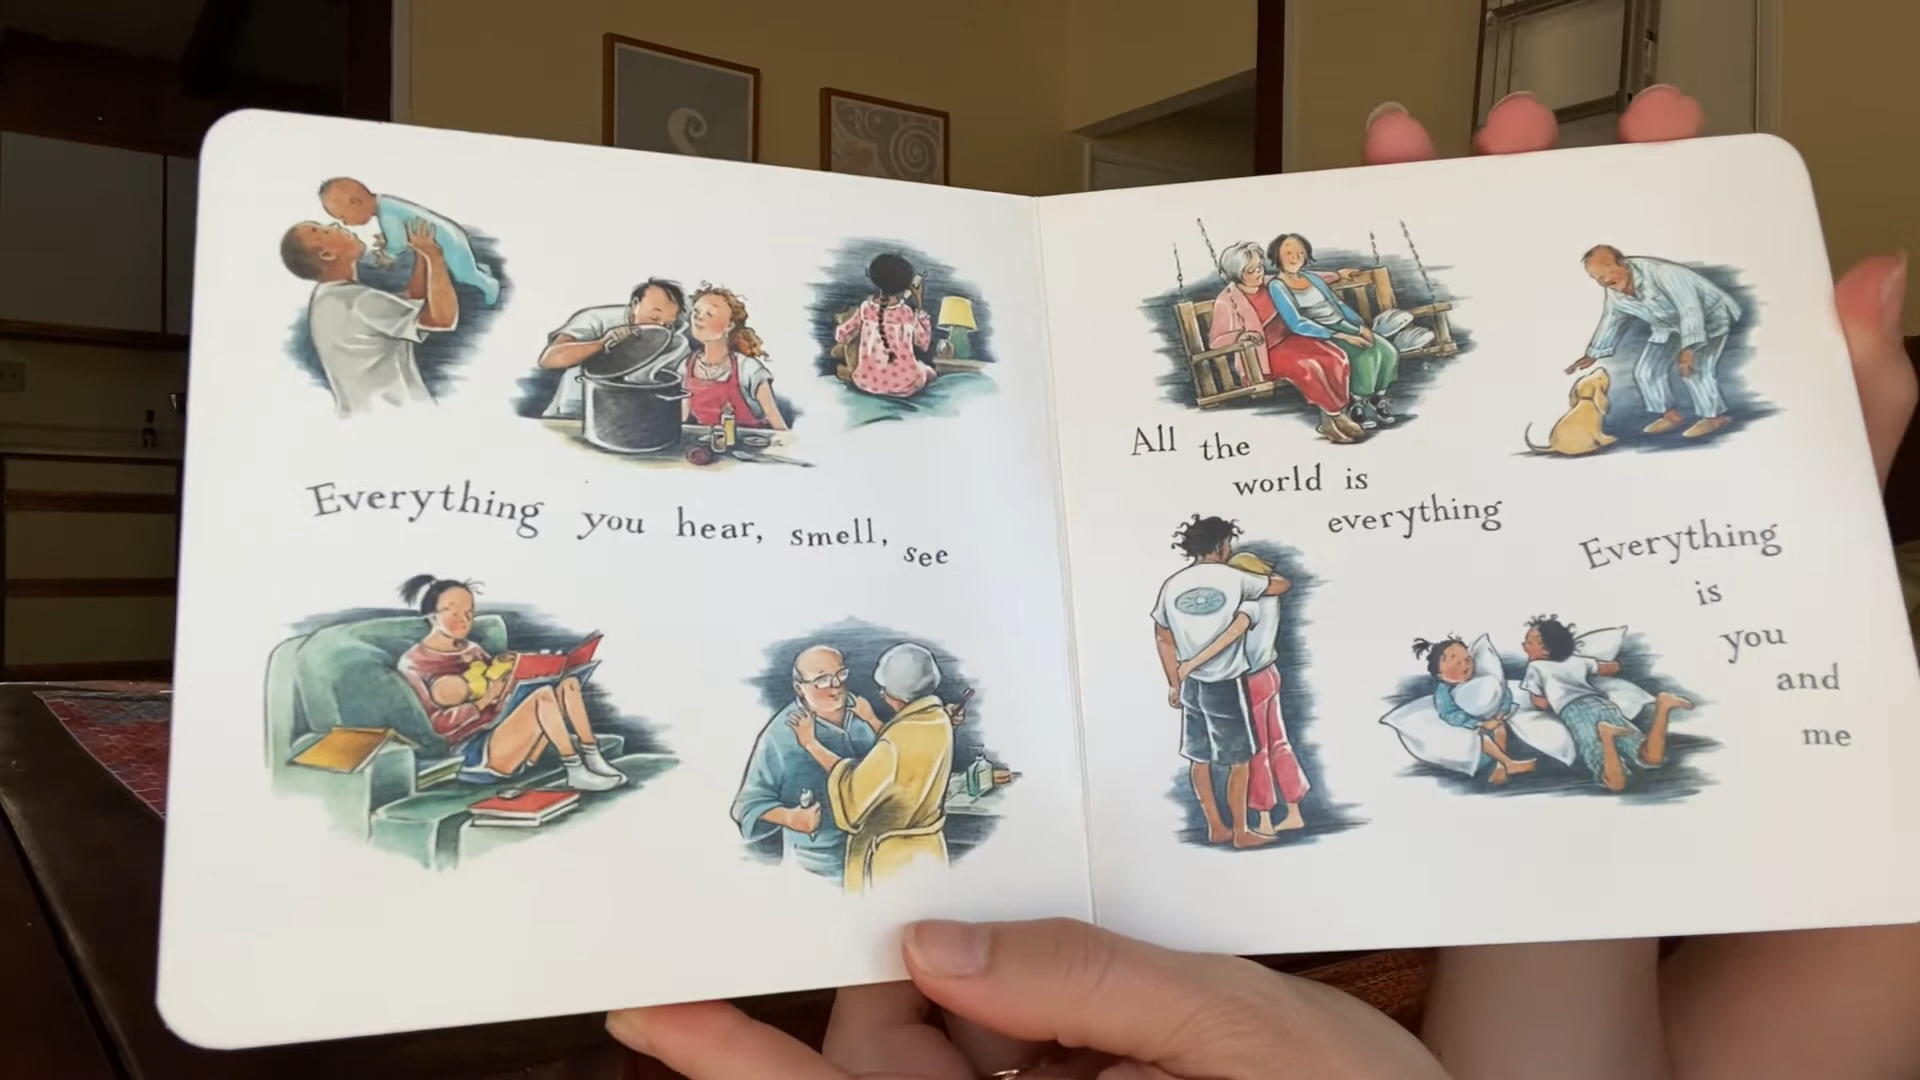 Everything you hear, smell, see
All the
world is
everything
Everything
is
you
and
me